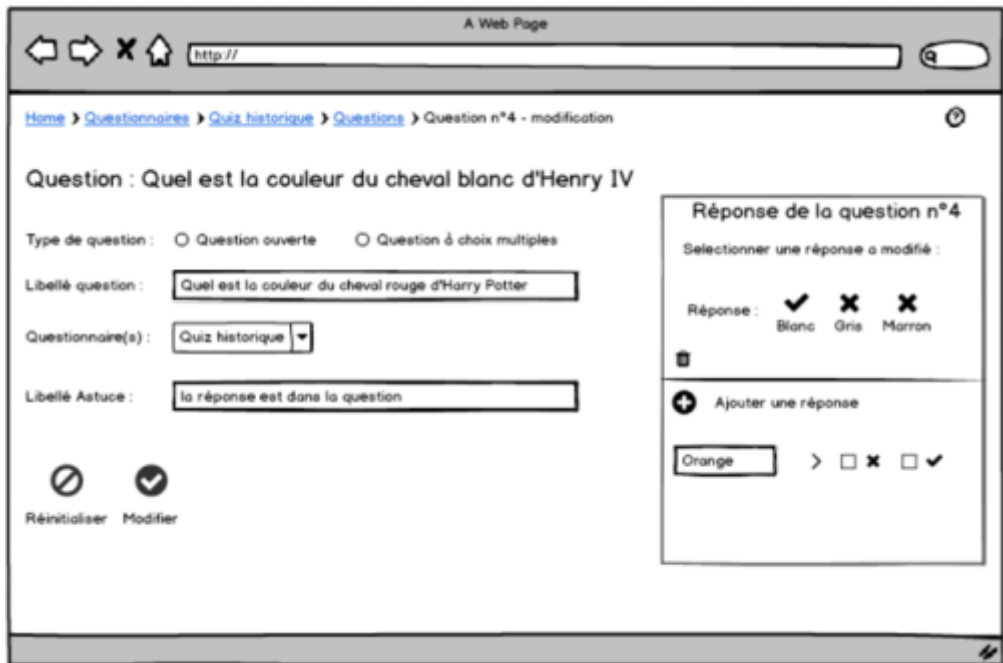 A Web Page
http://
Home > Questionnaires > Quiz historique > Questions > Question n°4 - modification
Question : Quel est la couleur du cheval blanc d'Henry IV
Type de question : Question ouverte Question à choix multiples
Libellé question : Quel est la couleur du cheval rouge d'Harry Potter
Questionnaire(s) : Quiz historique
Libellé Astuce : la réponse est dans la question
Réinitialiser Modifier
Réponse de la question n°4
Selectionner une réponse a modifié :
Réponse :
Blanc Gris Marron
Ajouter une réponse
Orange >